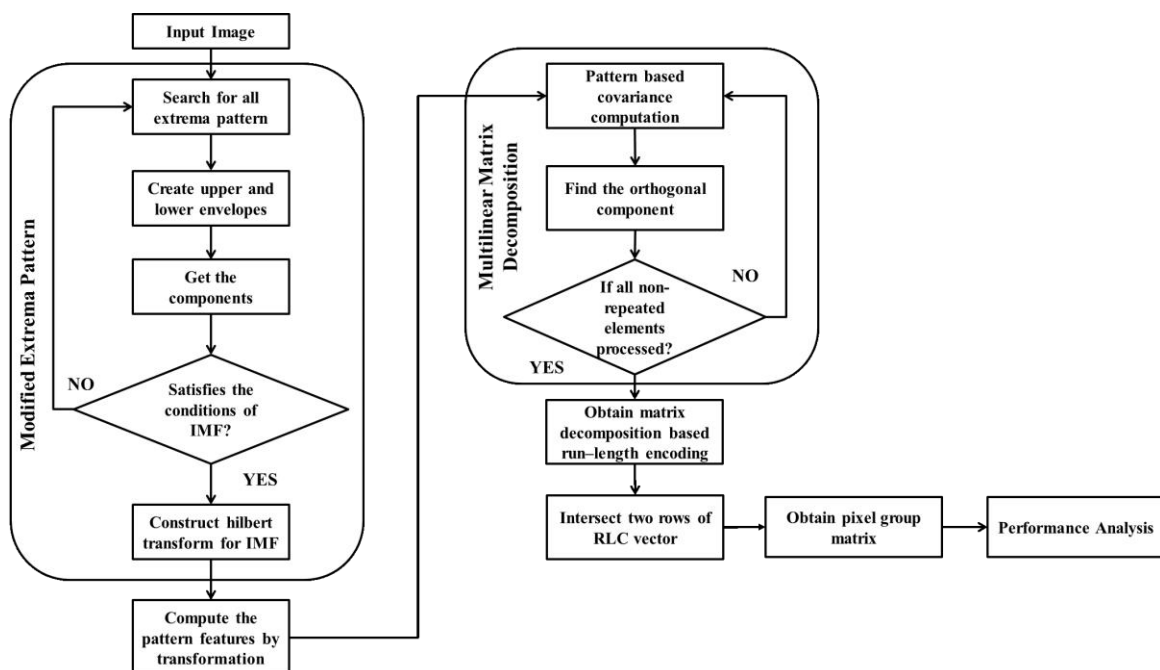 Input Image
Modified Extrema Pattern
Search for all
extrema pattern
Create upper and
lower envelopes
Get the
components
NO
Satisfies the
conditions of
IMF?
YES
Construct hilbert
transform for IMF
Compute the
pattern features by
transformation
Multilinear Matrix
Decomposition
Pattern based
covariance
computation
Find the orthogonal
component
NO
If all non-
repeated
elements
processed?
YES
Obtain matrix
decomposition based
run–length encoding
Intersect two rows of
RLC vector
Obtain pixel group
matrix
Performance Analysis